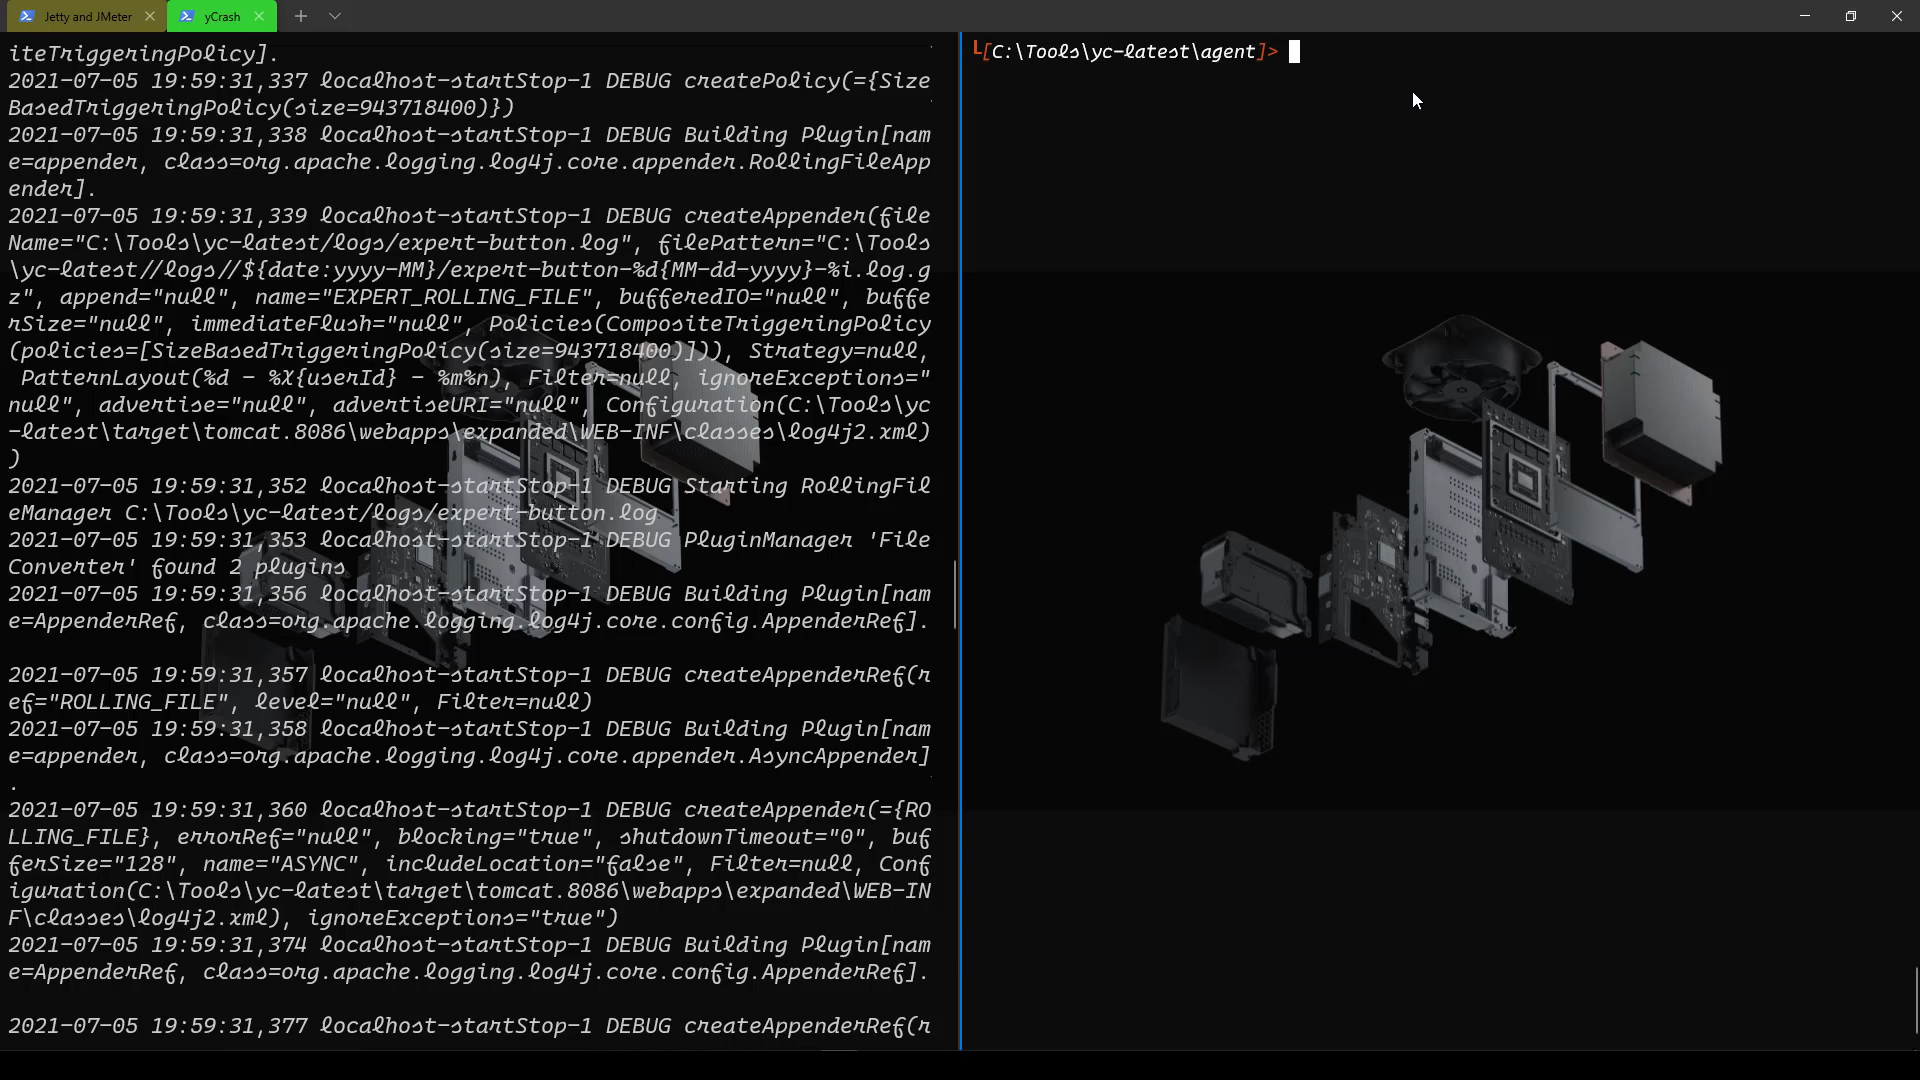 Jetty and JMeter
yCrash
iteTriggeringPolicy].
2021-07-05 19:59:31,337 localhost-startStop-1 DEBUG createPolicy(={Size
BasedTriggeringPolicy(size=943718400)})
2021-07-05 19:59:31,338 localhost-startStop-1 DEBUG Building Plugin[nam
e=appender, class=org.apache.logging.log4j.core.appender.RollingFileApp
ender].
2021-07-05 19:59:31,339 localhost-startStop-1 DEBUG createAppender(file
Name="C:\Tools\yc-latest/logs/expert-button.log", filePattern="C:\Tools
\yc-latest//logs//${date:yyyy-MM}/expert-button-%d{MM-dd-yyyy}-%i.log.g
z", append="null", name="EXPERT_ROLLING_FILE", bufferedIO="null", buffe
rSize="null", immediateFlush="null", Policies(CompositeTriggeringPolicy
(policies=[SizeBasedTriggeringPolicy(size=943718400)])), Strategy=null,
 PatternLayout(%d - %X{userId} - %m%n), Filter=null, ignoreExceptions="
null", advertise="null", advertiseURI="null", Configuration(C:\Tools\yc
-latest\target\tomcat.8086\webapps\expanded\WEB-INF\classes\log4j2.xml)
)
2021-07-05 19:59:31,352 localhost-startStop-1 DEBUG Starting RollingFil
eManager C:\Tools\yc-latest/logs/expert-button.log
2021-07-05 19:59:31,353 localhost-startStop-1 DEBUG PluginManager 'File
Converter' found 2 plugins
2021-07-05 19:59:31,356 localhost-startStop-1 DEBUG Building Plugin[nam
e=AppenderRef, class=org.apache.logging.log4j.core.config.AppenderRef].
2021-07-05 19:59:31,357 localhost-startStop-1 DEBUG createAppenderRef(r
ef="ROLLING_FILE", level="null", Filter=null)
2021-07-05 19:59:31,358 localhost-startStop-1 DEBUG Building Plugin[nam
e=appender, class=org.apache.logging.log4j.core.appender.AsyncAppender]
.
2021-07-05 19:59:31,360 localhost-startStop-1 DEBUG createAppender(={RO
LLING_FILE}, errorRef="null", blocking="true", shutdownTimeout="0", buf
ferSize="128", name="ASYNC", includeLocation="false", Filter=null, Conf
iguration(C:\Tools\yc-latest\target\tomcat.8086\webapps\expanded\WEB-IN
F\classes\log4j2.xml), ignoreExceptions="true")
2021-07-05 19:59:31,374 localhost-startStop-1 DEBUG Building Plugin[nam
e=AppenderRef, class=org.apache.logging.log4j.core.config.AppenderRef].
2021-07-05 19:59:31,377 localhost-startStop-1 DEBUG createAppenderRef(r
└[C:\Tools\yc-latest\agent]>